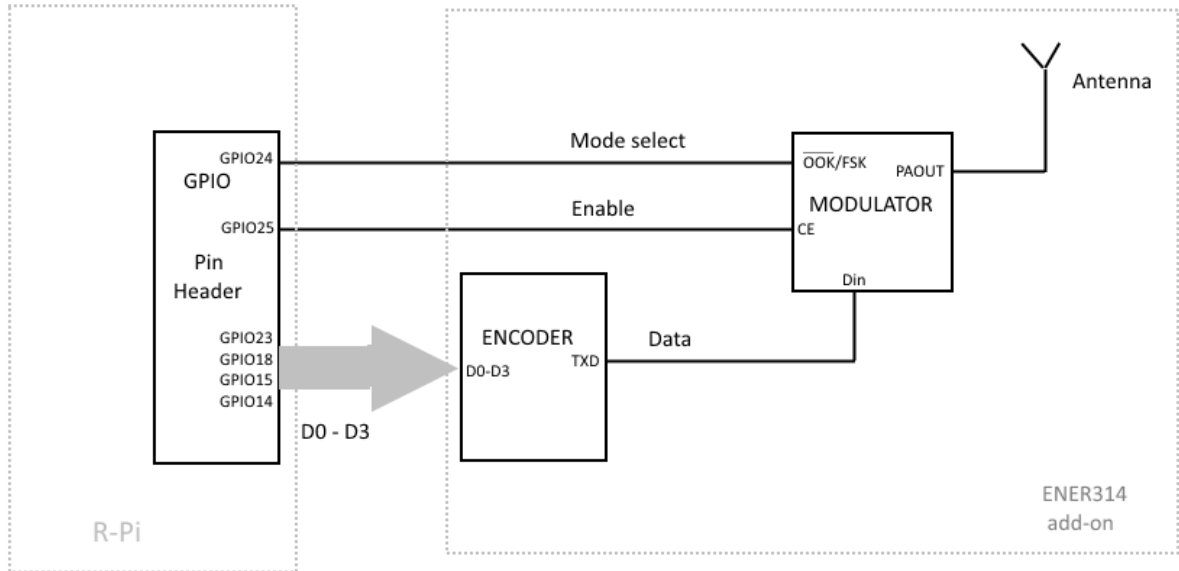 Antenna
Mode select
GPIO24
GPIO
OOK/FSK
PAOUT
MODULATOR
Enable
GPIO25
CE
Pin
Header
Din
GPIO23
GPIO18
GPIO15
GPIO14
ENCODER
D0-D3
TXD
Data
D0 - D3
ENER314
add-on
R-Pi